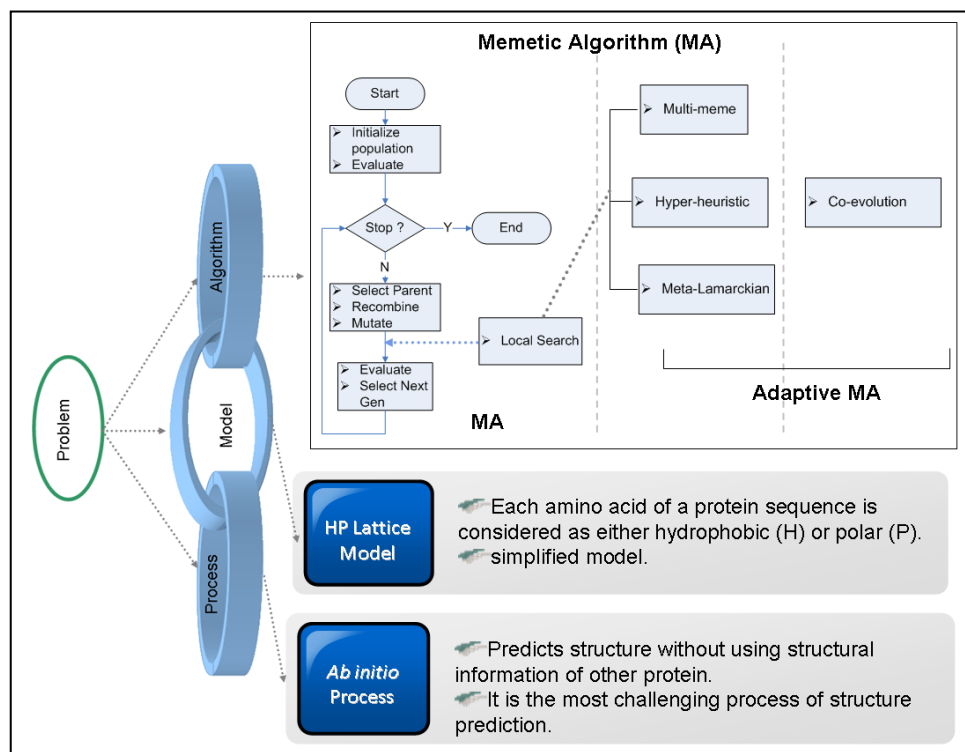 Memetic Algorithm (MA)
Start
Initialize
population
Evaluate
Stop ?
Y
End
N
Select Parent
Recombine
Mutate
Local Search
Evaluate
Select Next
Gen
MA
Multi-meme
Hyper-heuristic
Meta-Lamarckian
Co-evolution
Adaptive MA
Problem
Algorithm
Model
Process
HP Lattice
Model
Each amino acid of a protein sequence is
considered as either hydrophobic (H) or polar (P).
simplified model.
Ab initio
Process
Predicts structure without using structural
information of other protein.
It is the most challenging process of structure
prediction.